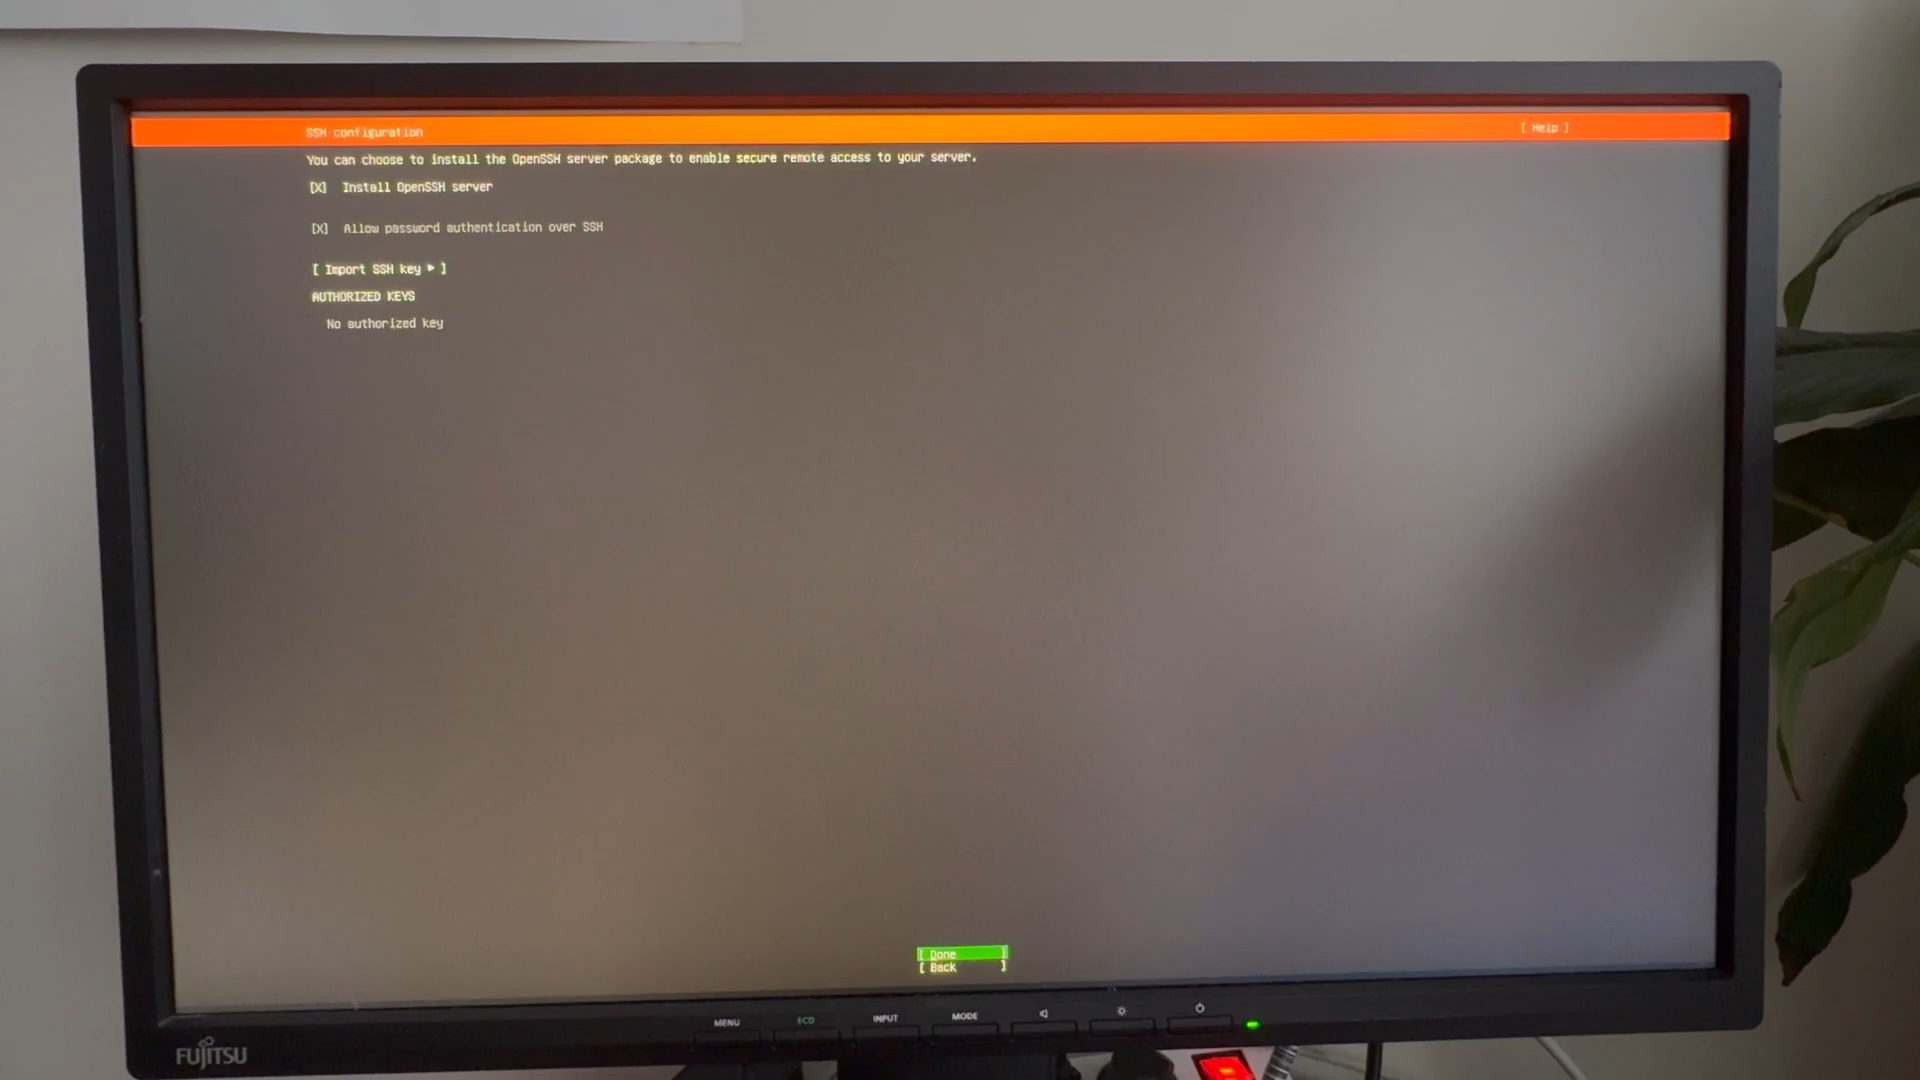 SSH configuration [ Help ]
You can choose to install the OpenSSH server package to enable secure remote access to your server.
[X] Install OpenSSH server
[X] Allow password authentication over SSH
[ Import SSH key ▸ ]
AUTHORIZED KEYS
No authorized key
[ Done ]
[ Back ]
MENU ECO INPUT MODE
FUJITSU